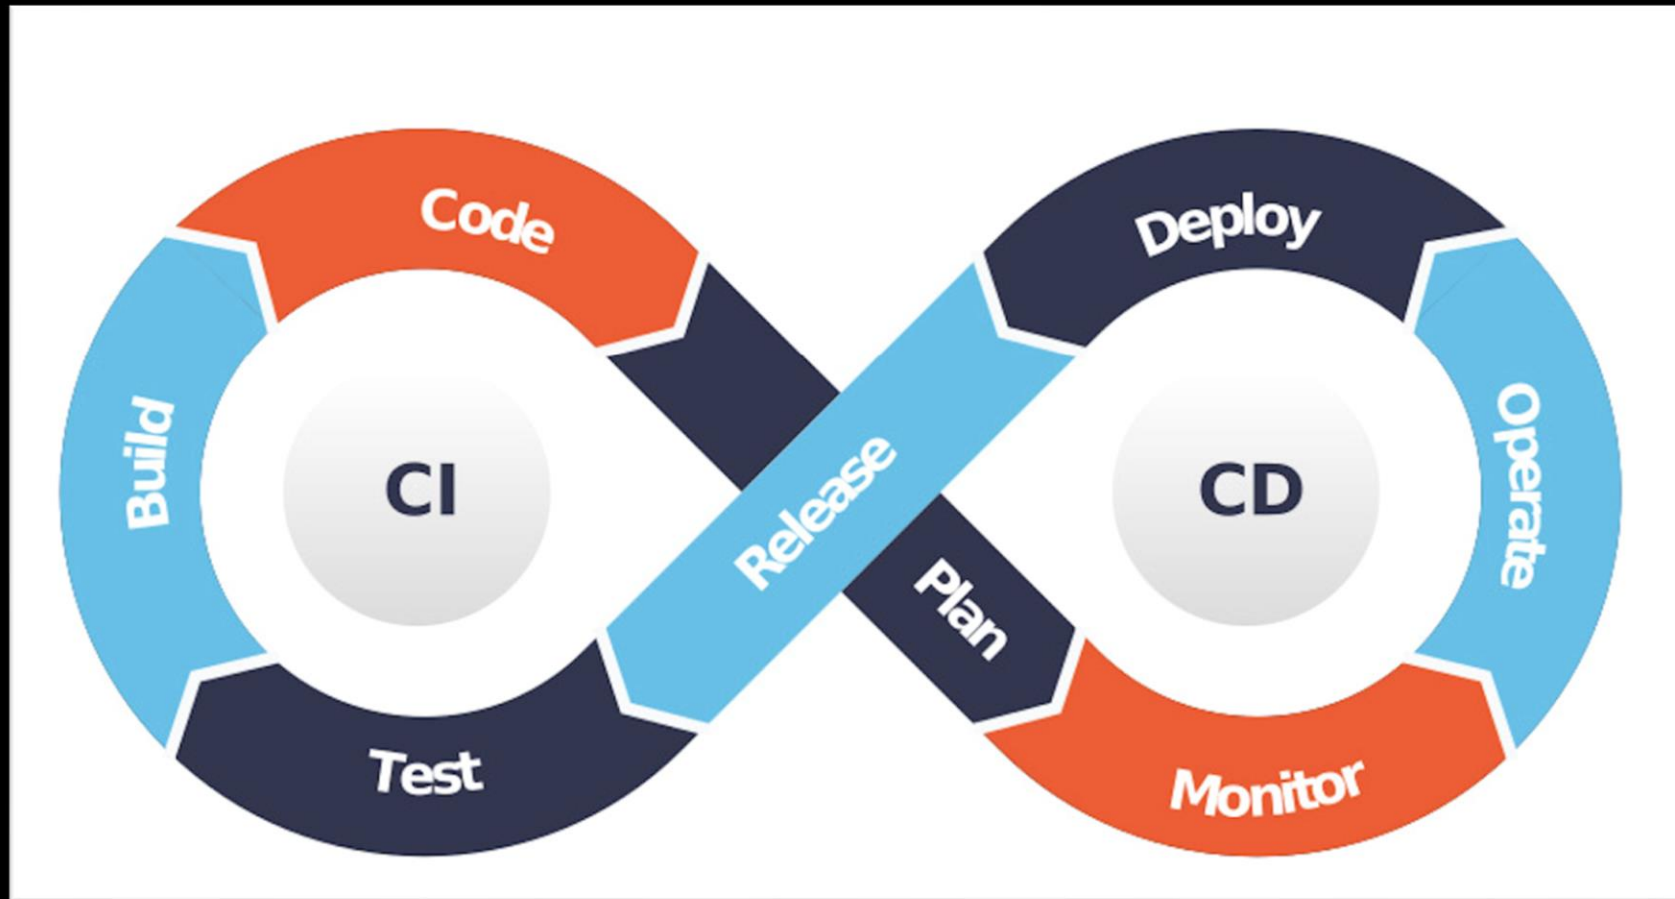 Code
Deploy
Build
CI
Release
CD
Operate
Plan
Test
Monitor